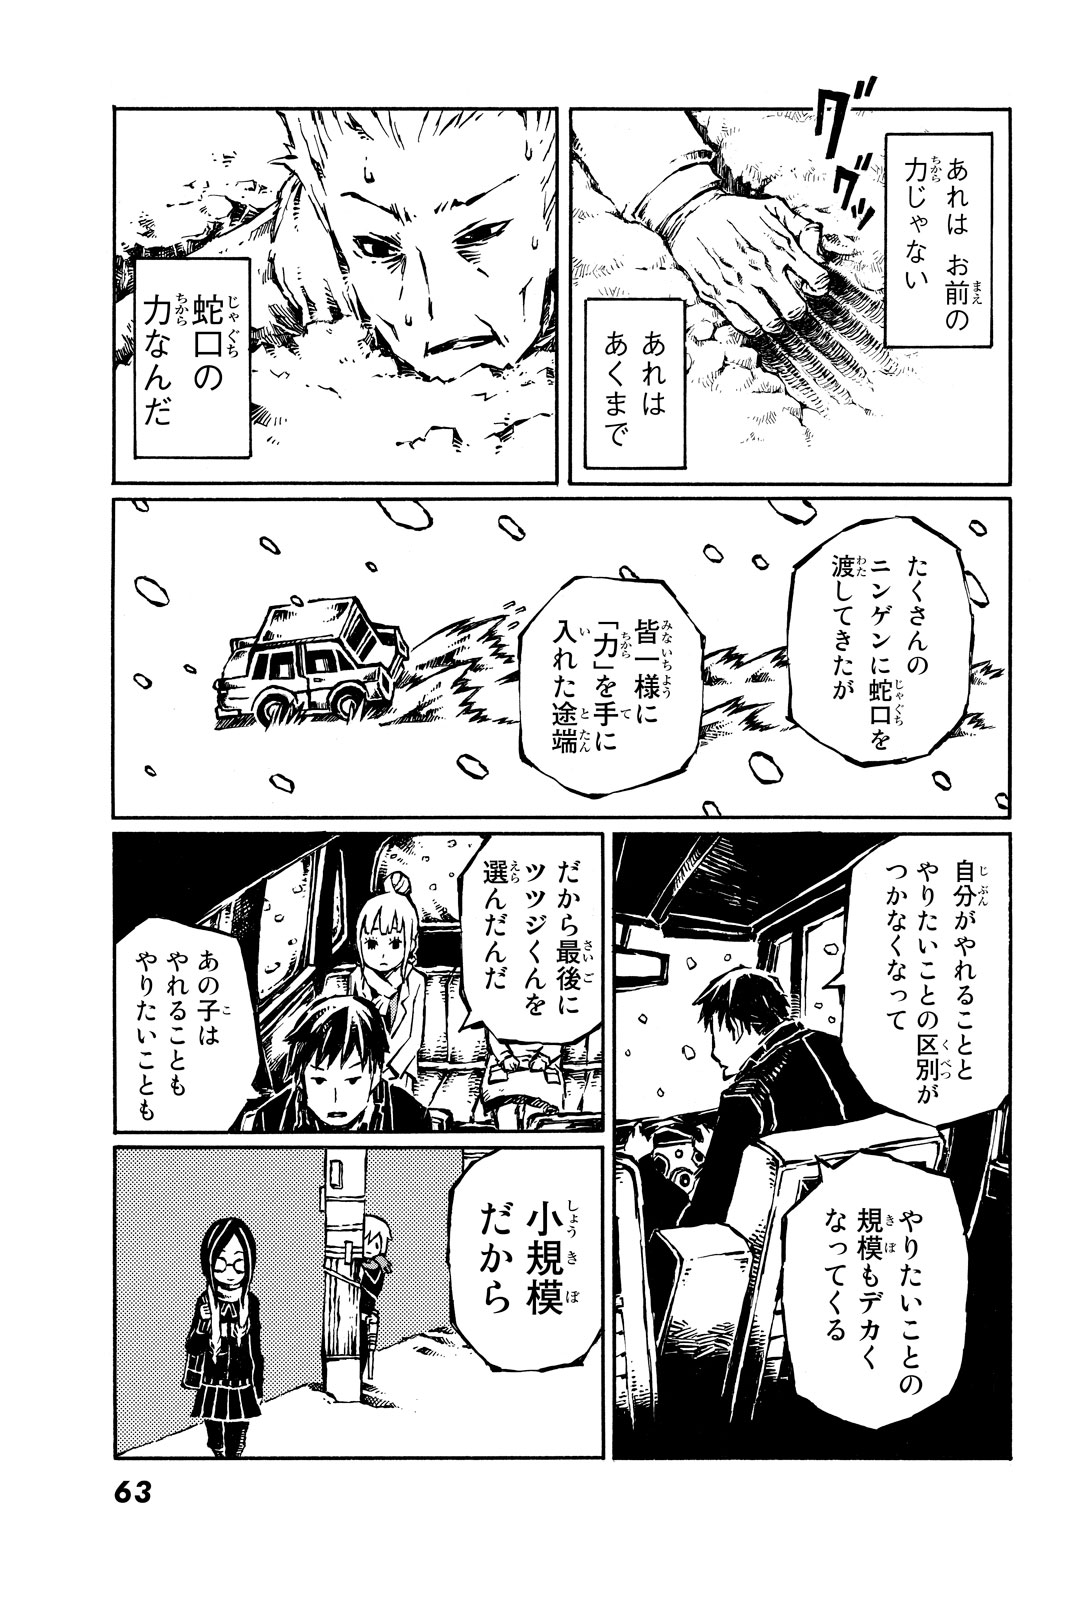 あれは お前の
力じゃない
グググッ
あれは
あくまで
蛇口の
力なんだ
たくさんの
ニンゲンに蛇口を
渡してきたが
皆一様に
「力」を手に
入れた途端
自分がやれることと
やりたいことの区別が
つかなくなって
やりたいことの
規模もデカく
なってくる
だから最後に
ツツジくんを
選んだんだ
あの子は
やれることも
やりたいことも
小規模
だから
63